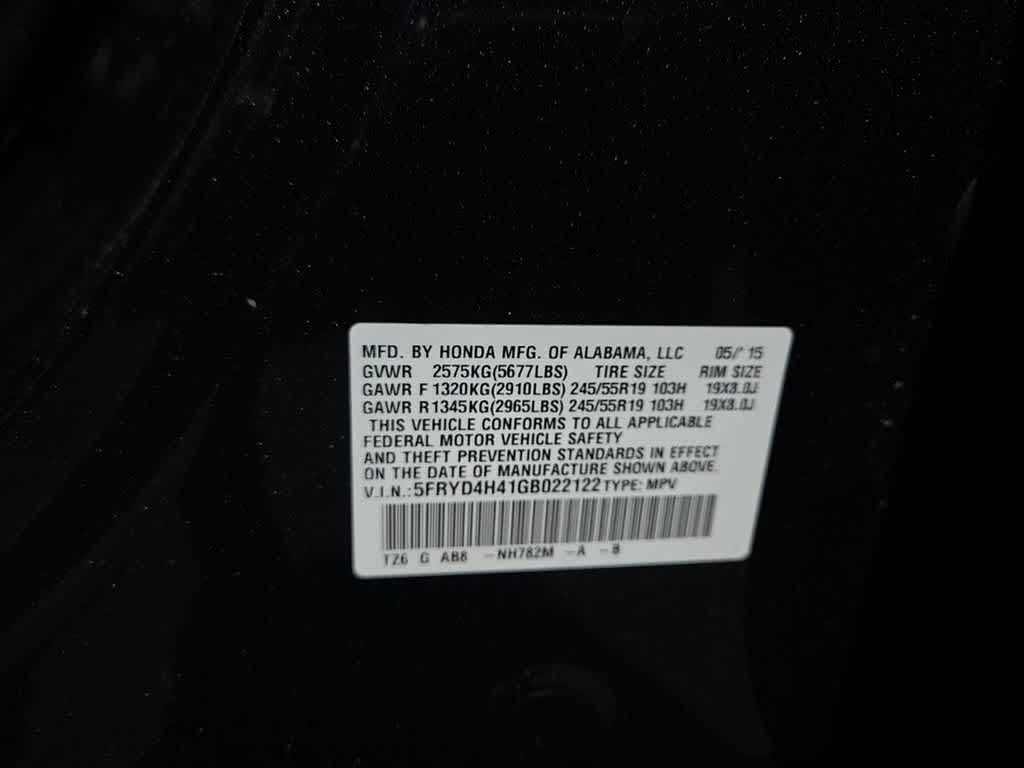 MFD. BY HONDA MFG. OF ALABAMA, LLC 05/15
GVWR 2575KG(5677LBS) TIRE SIZE RIM SIZE
GAWR F 1320KG(2910LBS) 245/55R19 103H 19X8.0J
GAWR R 1345KG(2965LBS) 245/55R19 103H 19X8.0J
THIS VEHICLE CONFORMS TO ALL APPLICABLE
FEDERAL MOTOR VEHICLE SAFETY
AND THEFT PREVENTION STANDARDS IN EFFECT
ON THE DATE OF MANUFACTURE SHOWN ABOVE.
V.I.N.: 5FRYD4H41GB022122 TYPE: MPV
TZ6 G AB8 -NH782M -A -B